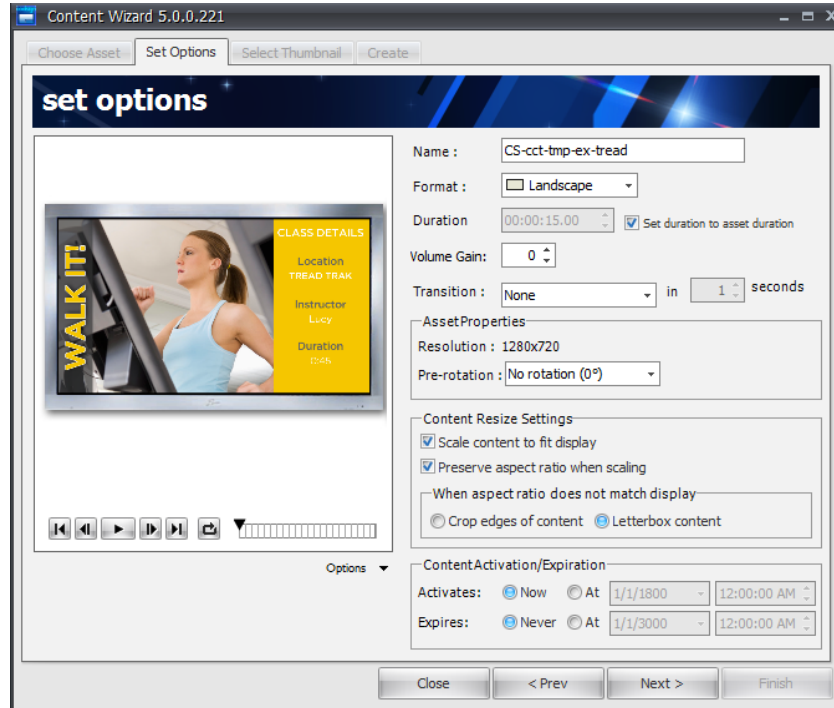 Content Wizard 5.0.0.221
Choose Asset Set Options Select Thumbnail Create
set options
Name : CS-cct-tmp-ex-tread
Format : Landscape
Duration 00:00:15.00 Set duration to asset duration
Volume Gain: 0
Transition : None in 1 seconds
AssetProperties
Resolution : 1280x720
Pre-rotation : No rotation (0°)
Content Resize Settings
Scale content to fit display
Preserve aspect ratio when scaling
When aspect ratio does not match display
Crop edges of content Letterbox content
ContentActivation/Expiration
Activates: Now At 1/1/1800 12:00:00 AM
Expires: Never At 1/1/3000 12:00:00 AM
WALK IT!
CLASS DETAILS
Location
TREAD TRAK
Instructor
Lucy
Duration
0:45
Options
Close < Prev Next > Finish